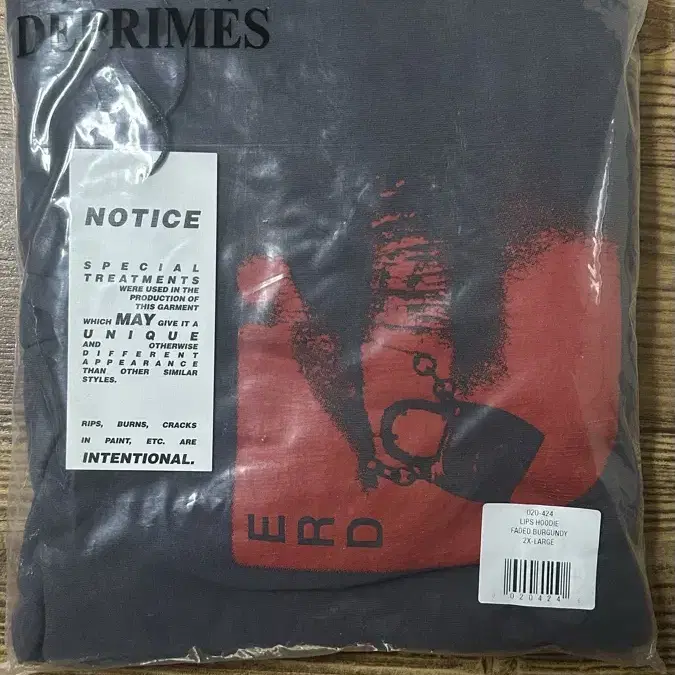 DEPRIMES
NOTICE
SPECIAL
TREATMENTS
WERE USED IN THE
PRODUCTION OF
THIS GARMENT
WHICH MAY GIVE IT A
UNIQUE
AND OTHERWISE
DIFFERENT
APPEARANCE
THAN OTHER SIMILAR
STYLES.
RIPS, BURNS, CRACKS
IN PAINT, ETC. ARE
INTENTIONAL.
ERD
020-424
LIPS HOODIE
FADED BURGUNDY
2X-LARGE
020424